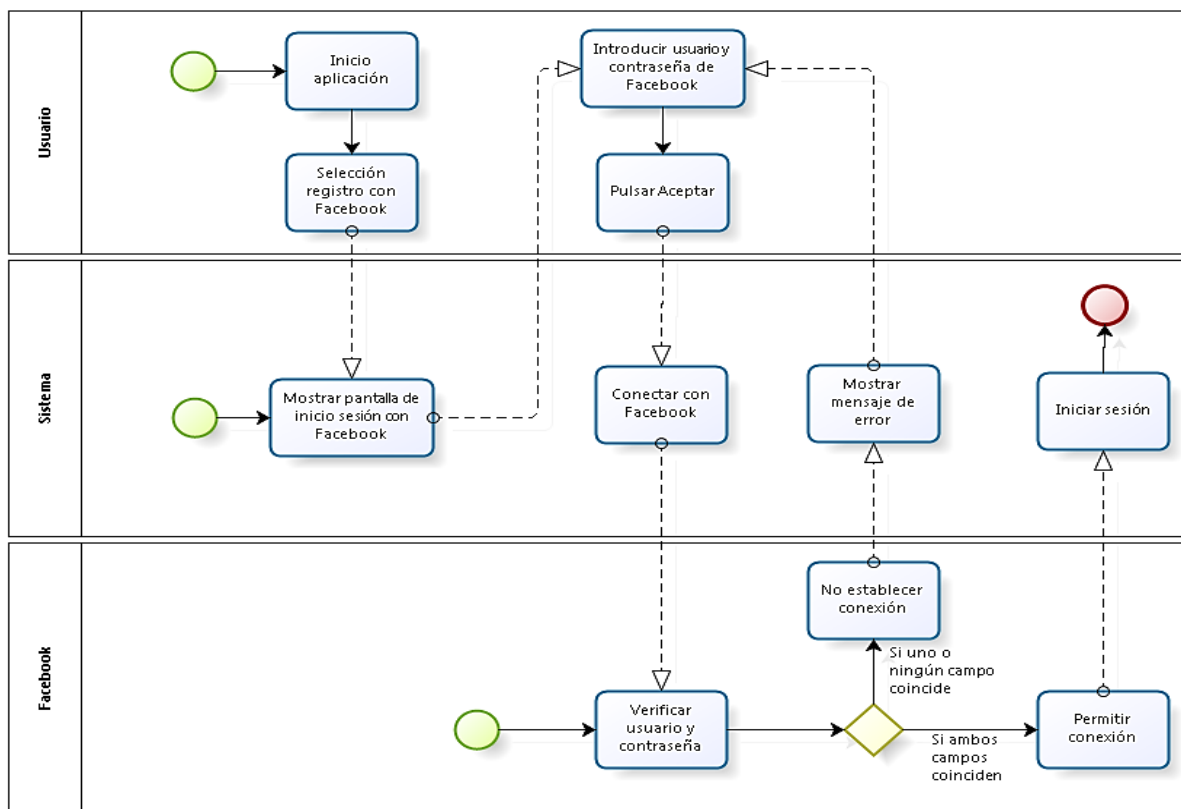 Usuario
Inicio
aplicación
Selección
registro con
Facebook
Introducir usuario y
contraseña de
Facebook
Pulsar Aceptar
Sistema
Mostrar pantalla de
inicio sesión con
Facebook
Conectar con
Facebook
Mostrar
mensaje de
error
Iniciar sesión
Facebook
Verificar
usuario y
contraseña
No establecer
conexión
Si uno o
ningún campo
coincide
Si ambos
campos
coinciden
Permitir
conexión